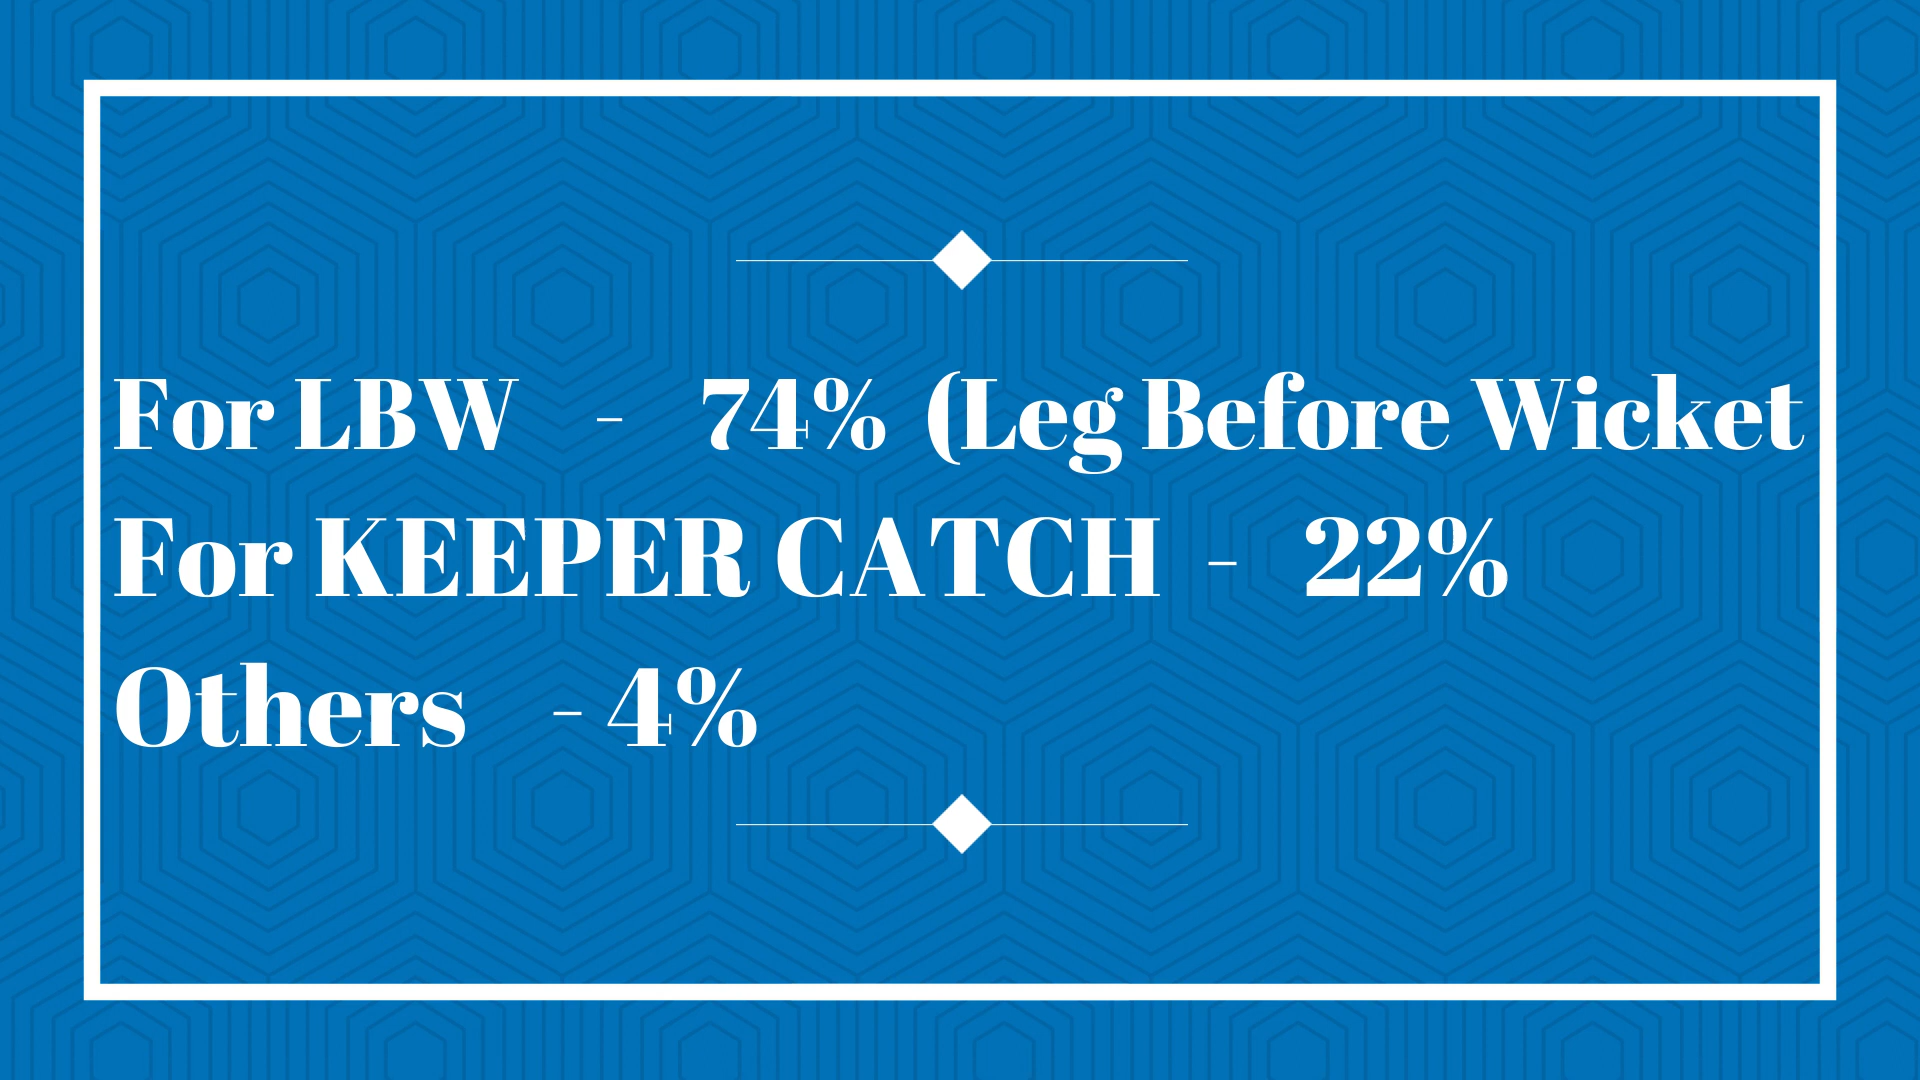 For LBW - 74% (Leg Before Wicket
For KEEPER CATCH - 22%
Others - 4%